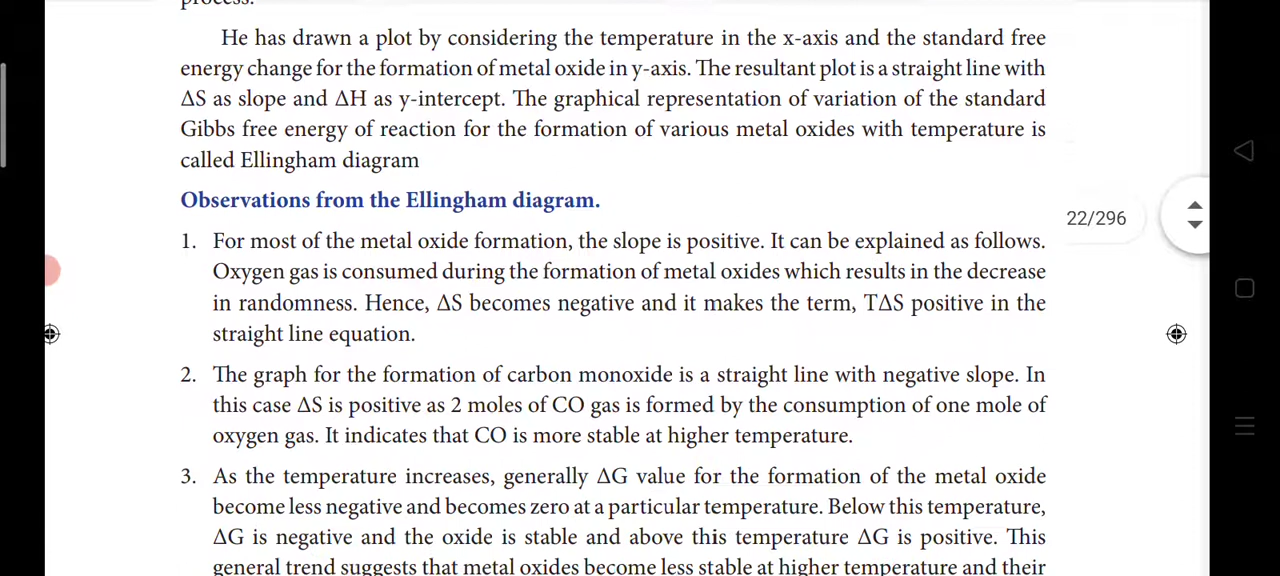 process.
He has drawn a plot by considering the temperature in the x-axis and the standard free
energy change for the formation of metal oxide in y-axis. The resultant plot is a straight line with
ΔS as slope and ΔH as y-intercept. The graphical representation of variation of the standard
Gibbs free energy of reaction for the formation of various metal oxides with temperature is
called Ellingham diagram
Observations from the Ellingham diagram.
1. For most of the metal oxide formation, the slope is positive. It can be explained as follows.
Oxygen gas is consumed during the formation of metal oxides which results in the decrease
in randomness. Hence, ΔS becomes negative and it makes the term, TΔS positive in the
straight line equation.
2. The graph for the formation of carbon monoxide is a straight line with negative slope. In
this case ΔS is positive as 2 moles of CO gas is formed by the consumption of one mole of
oxygen gas. It indicates that CO is more stable at higher temperature.
3. As the temperature increases, generally ΔG value for the formation of the metal oxide
become less negative and becomes zero at a particular temperature. Below this temperature,
ΔG is negative and the oxide is stable and above this temperature ΔG is positive. This
general trend suggests that metal oxides become less stable at higher temperature and their
22/296